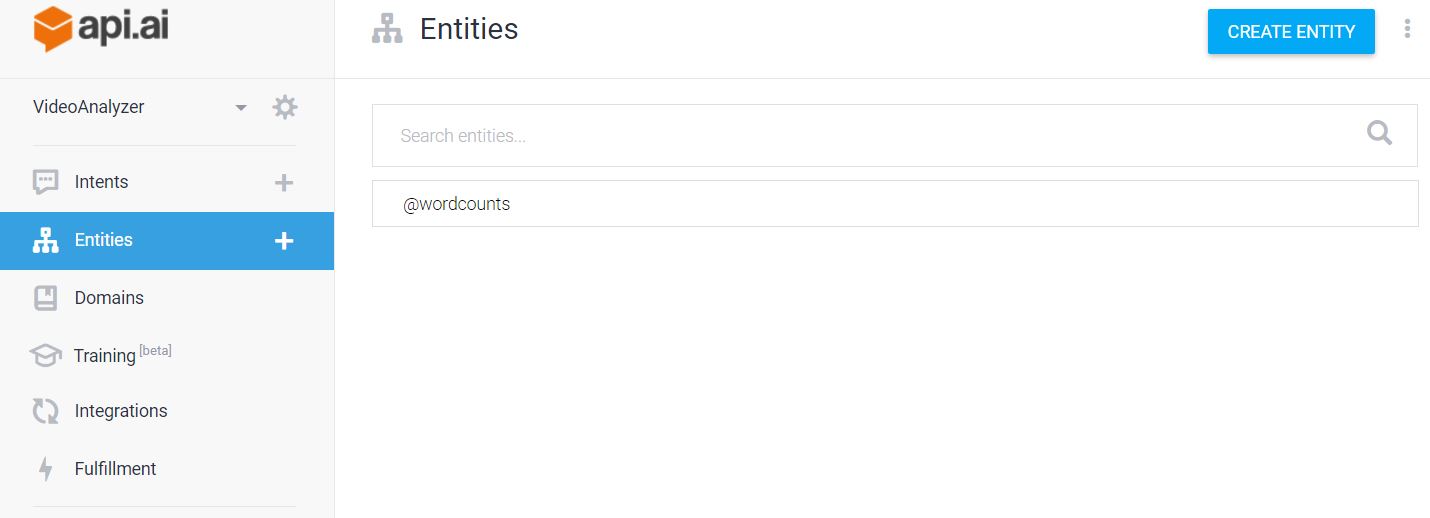 api.ai
Entities
CREATE ENTITY
VideoAnalyzer
Search entities...
Intents
@wordcounts
Entities
Domains
Training [beta]
Integrations
Fulfillment